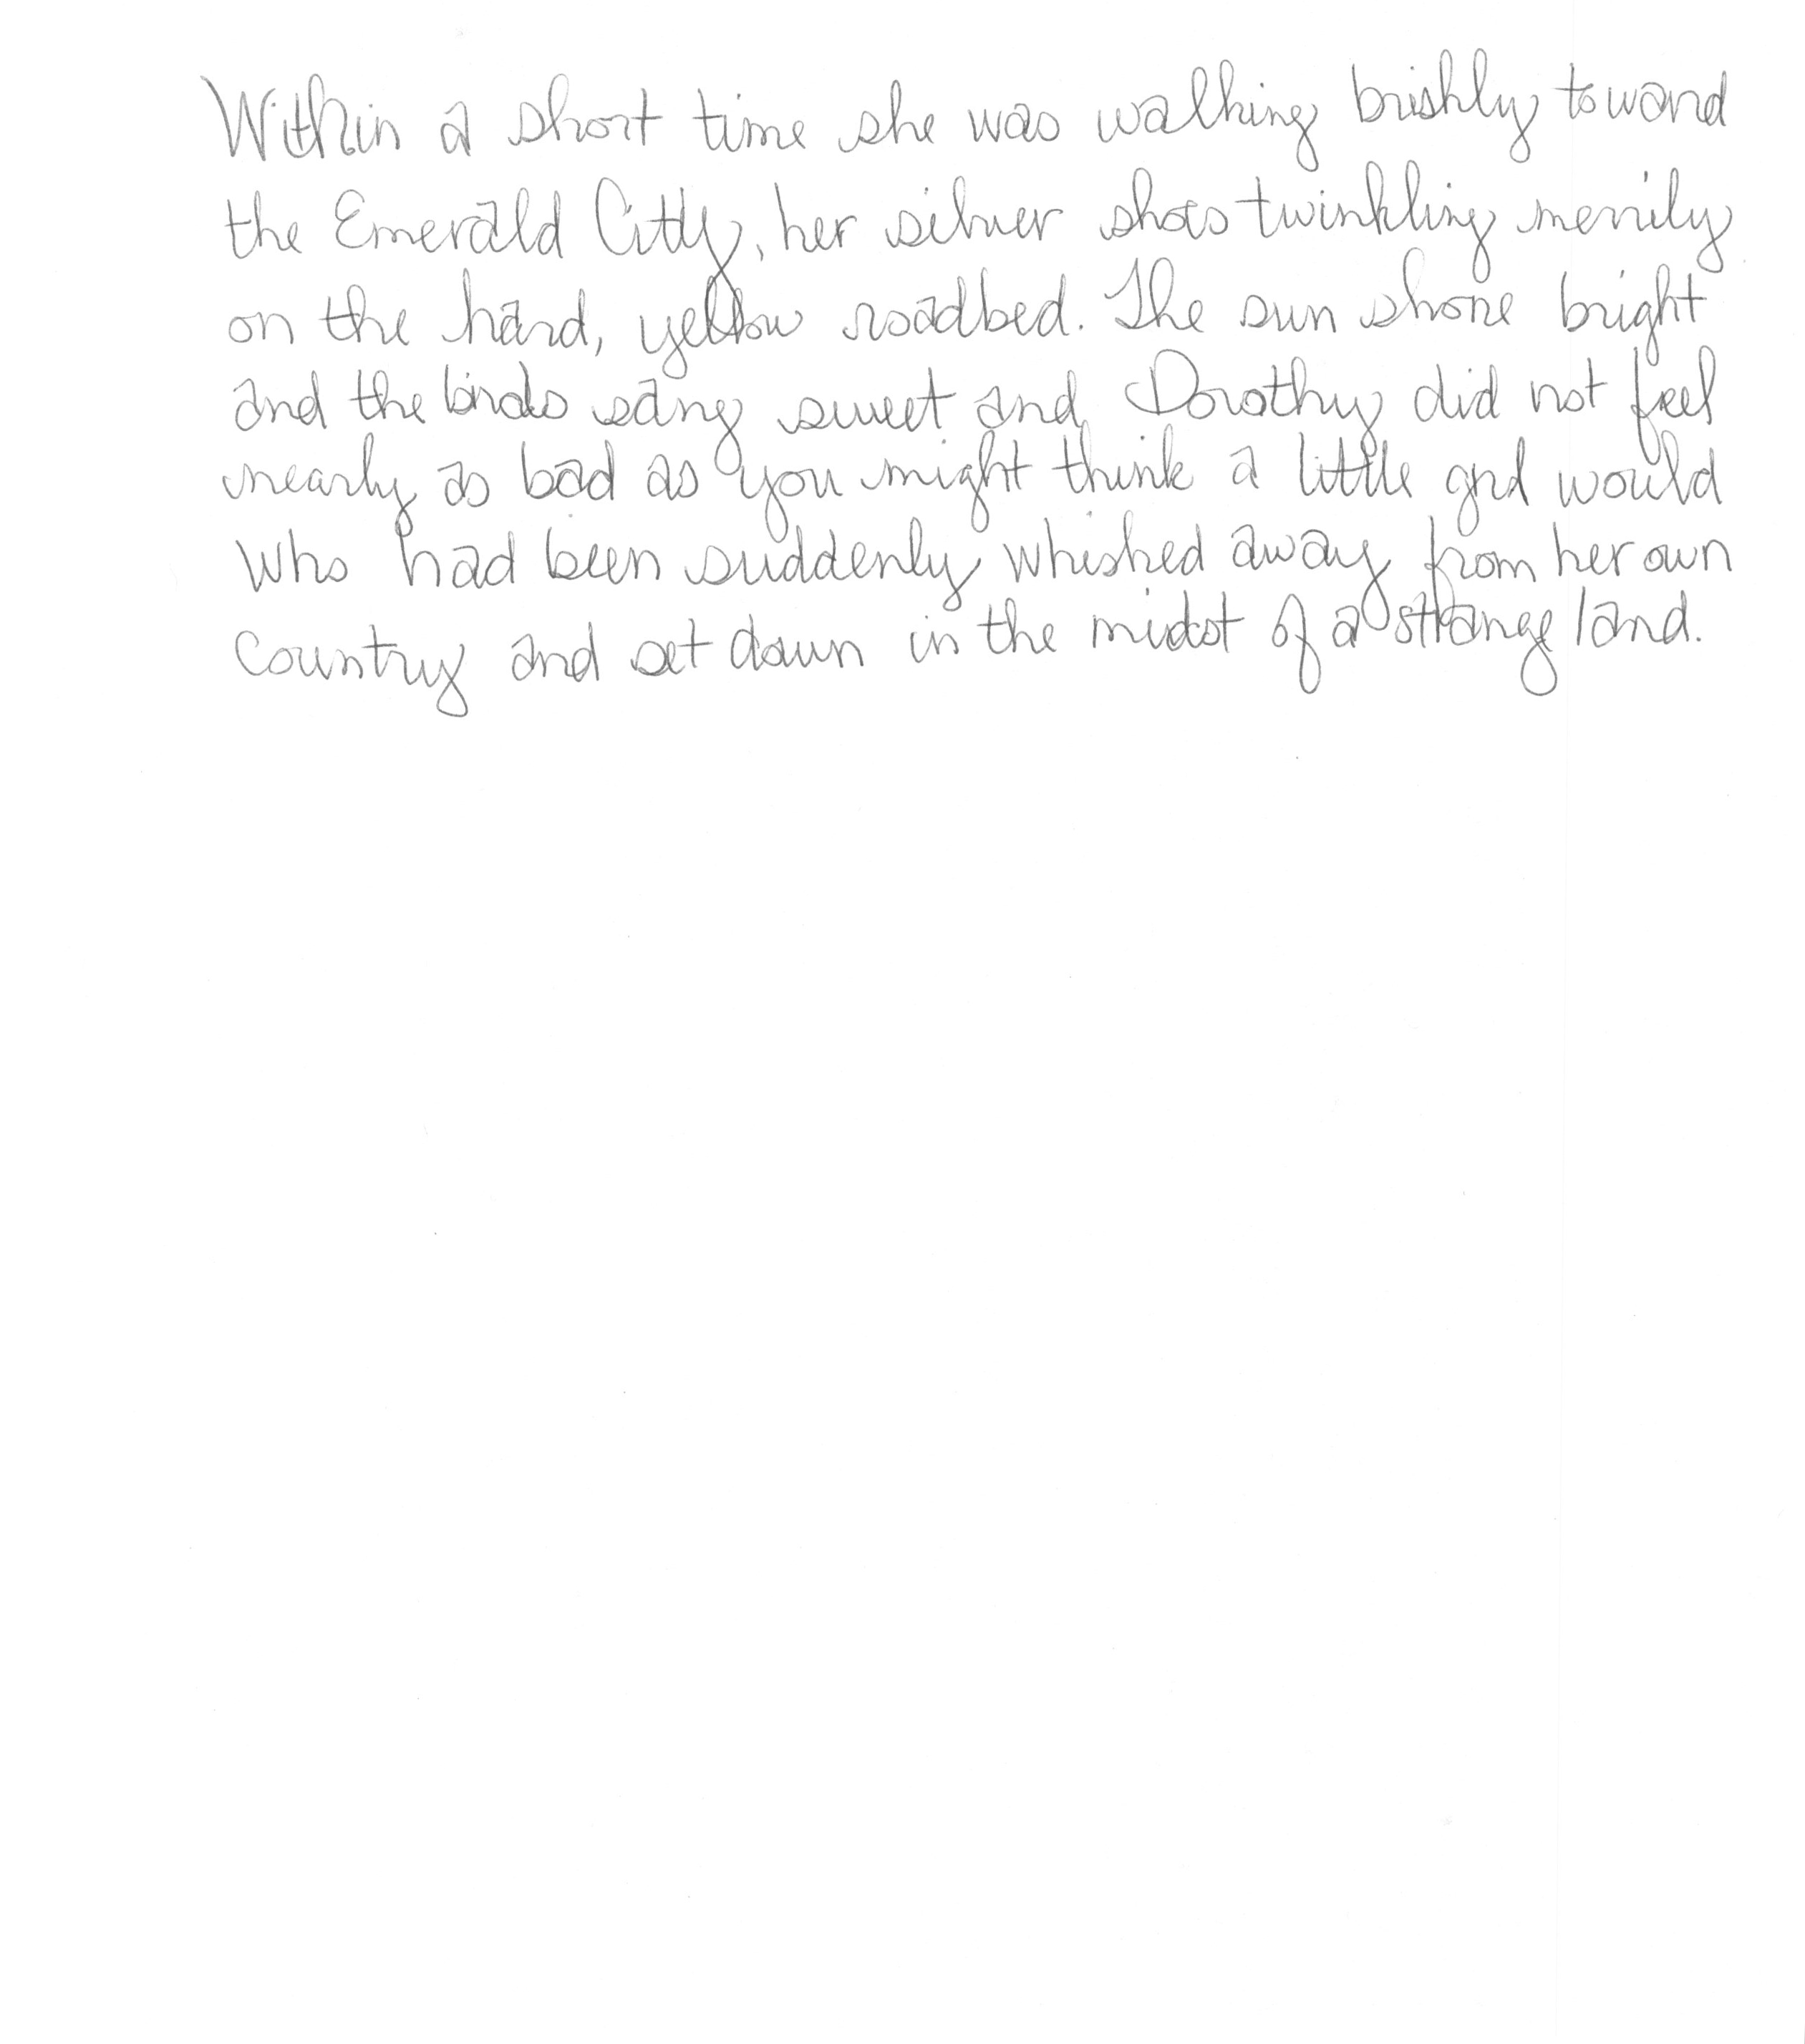 Within a short time she was walking briskly toward
the Emerald City, her silver shoes twinkling merrily
on the hard, yellow roadbed. The sun shone bright
and the birds sang sweet and Dorothy did not feel
nearly as bad as you might think a little girl would
who had been suddenly whisked away from her own
country and set down in the midst of a strange land.